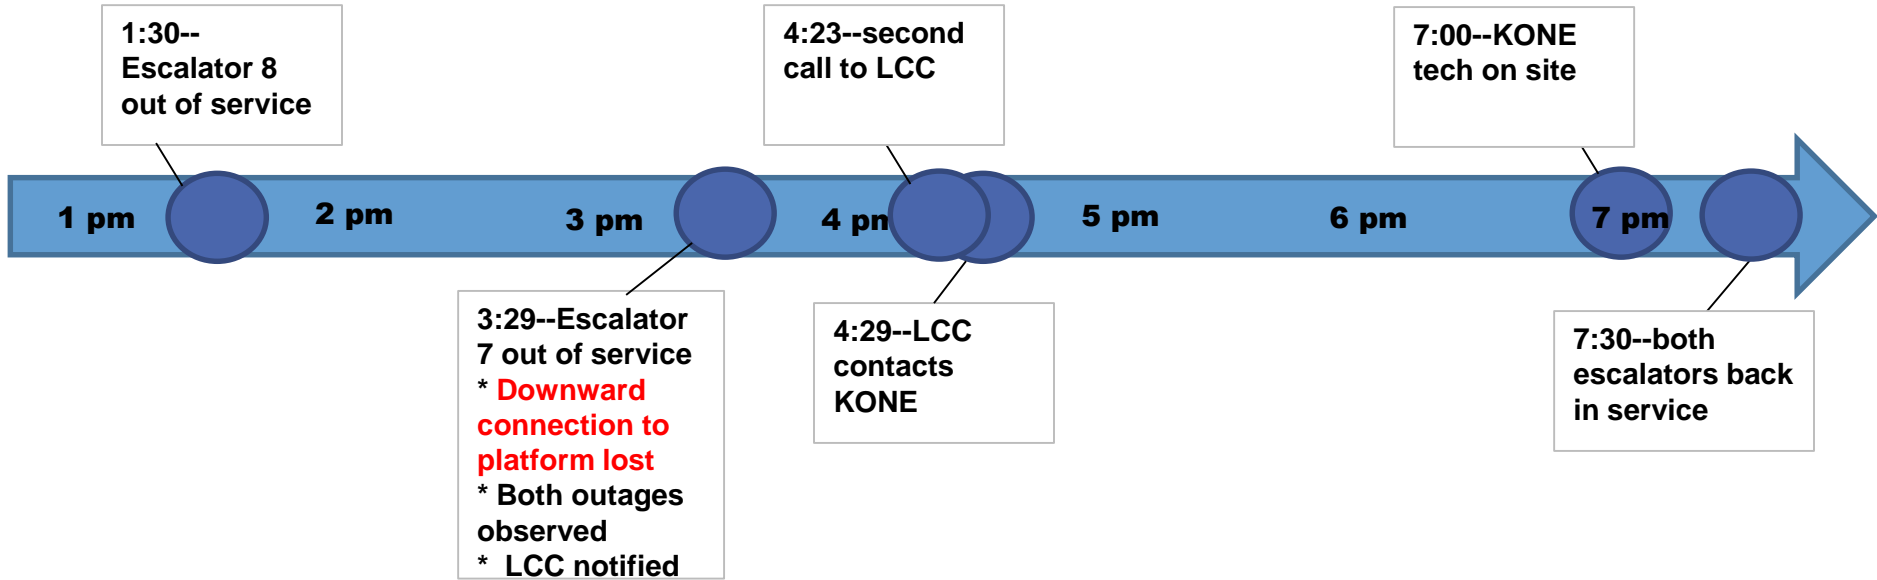 1:30--
Escalator 8
out of service
4:23--second
call to LCC
7:00--KONE
tech on site
1 pm
2 pm
3 pm
4 pm
5 pm
6 pm
7 pm
3:29--Escalator
7 out of service
* Downward
connection to
platform lost
* Both outages
observed
* LCC notified
4:29--LCC
contacts
KONE
7:30--both
escalators back
in service